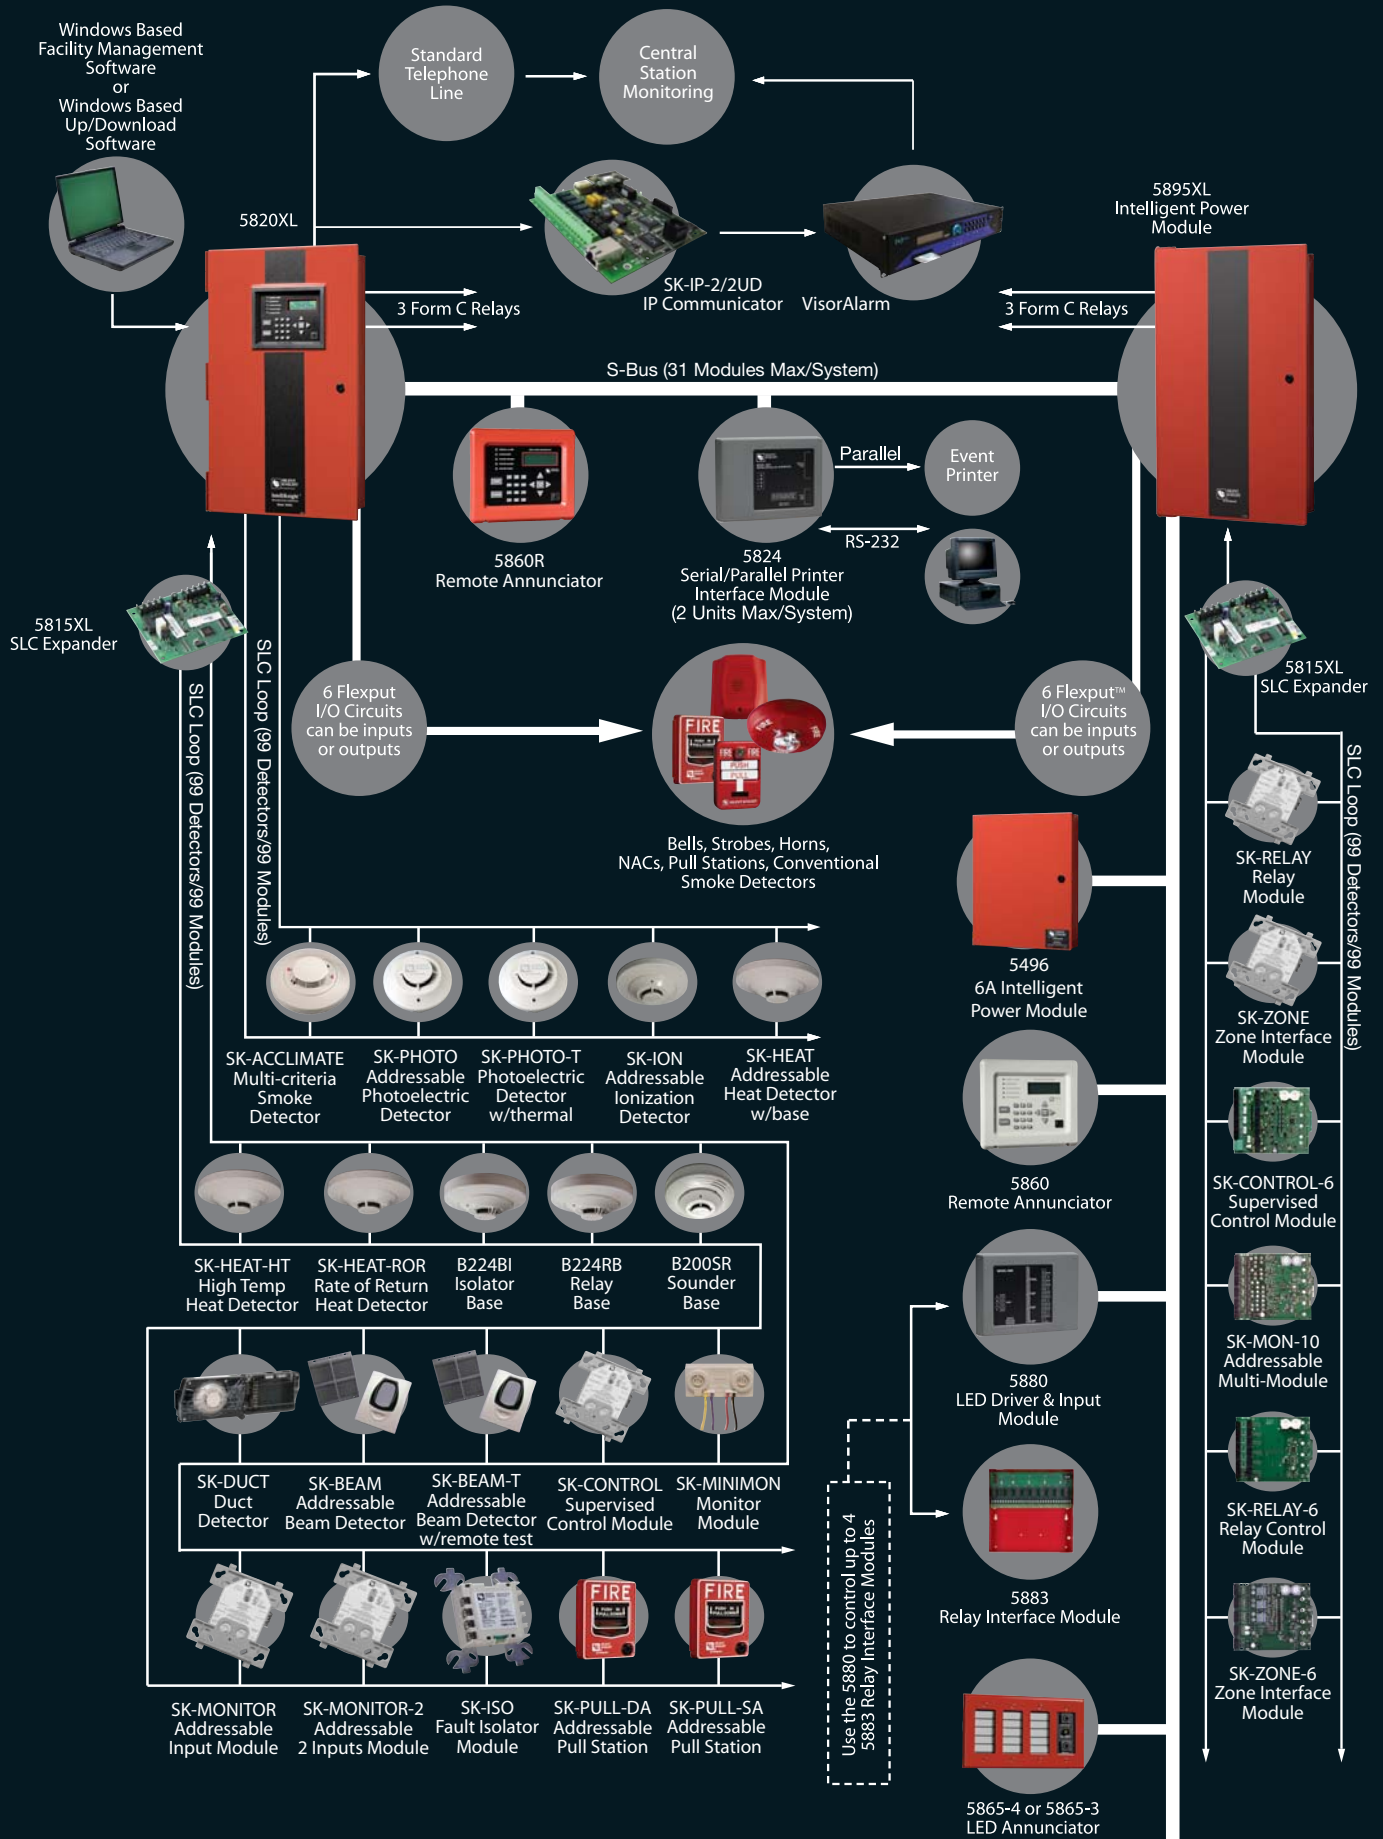 Windows Based
Facility Management
Software
or
Windows Based
Up/Download
Software
Standard
Telephone
Line
Central
Station
Monitoring
5820XL
5895XL
Intelligent Power
Module
SK-IP-2/2UD
IP Communicator
VisorAlarm
3 Form C Relays
3 Form C Relays
S-Bus (31 Modules Max/System)
5860R
Remote Annunciator
5824
Serial/Parallel Printer
Interface Module
(2 Units Max/System)
Parallel
Event
Printer
RS-232
5815XL
SLC Expander
5815XL
SLC Expander
SLC Loop (99 Detectors/99 Modules)
SLC Loop (99 Detectors/99 Modules)
6 Flexput
I/O Circuits
can be inputs
or outputs
FIRE
FIRE FIRE
PUSH
PULL
FIRE
FIRE
6 Flexput™
I/O Circuits
can be inputs
or outputs
Bells, Strobes, Horns,
NACs, Pull Stations, Conventional
Smoke Detectors
SLC Loop (99 Detectors/99 Modules)
SK-RELAY
Relay
Module
SK-ZONE
Zone Interface
Module
SK-CONTROL-6
Supervised
Control Module
SK-MON-10
Addressable
Multi-Module
SK-RELAY-6
Relay Control
Module
SK-ZONE-6
Zone Interface
Module
5496
6A Intelligent
Power Module
5860
Remote Annunciator
5880
LED Driver & Input
Module
5883
Relay Interface Module
5865-4 or 5865-3
LED Annunciator
Use the 5880 to control up to 4
5883 Relay Interface Modules
SK-ACCLIMATE
Multi-criteria
Smoke
Detector
SK-PHOTO
Addressable
Photoelectric
Detector
SK-PHOTO-T
Photoelectric
Detector
w/thermal
SK-ION
Addressable
Ionization
Detector
SK-HEAT
Addressable
Heat Detector
w/base
SK-HEAT-HT
High Temp
Heat Detector
SK-HEAT-ROR
Rate of Return
Heat Detector
B224BI
Isolator
Base
B224RB
Relay
Base
B200SR
Sounder
Base
SK-DUCT
Duct
Detector
SK-BEAM
Addressable
Beam Detector
SK-BEAM-T
Addressable
Beam Detector
w/remote test
SK-CONTROL
Supervised
Control Module
SK-MINIMON
Monitor
Module
FIRE
FIRE
SK-MONITOR
Addressable
Input Module
SK-MONITOR-2
Addressable
2 Inputs Module
SK-ISO
Fault Isolator
Module
SK-PULL-DA
Addressable
Pull Station
SK-PULL-SA
Addressable
Pull Station